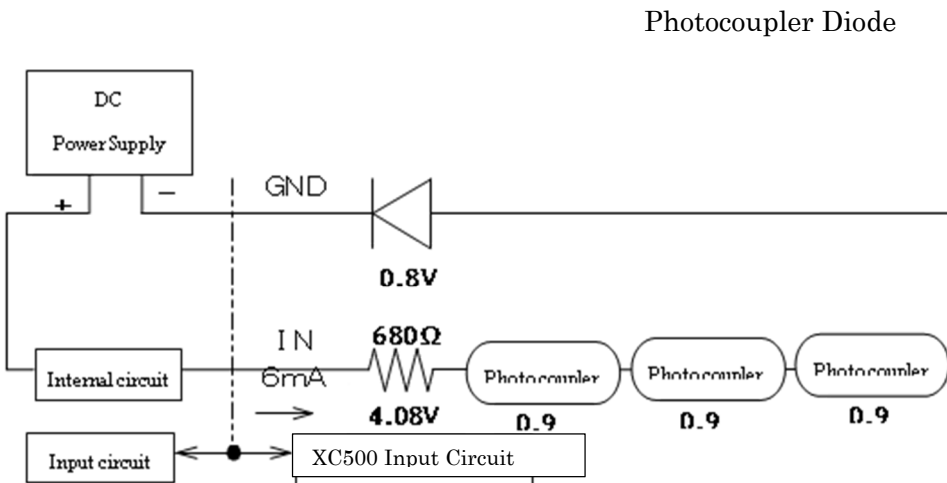 Photocoupler Diode
DC
Power Supply
+
−
GND
0.8V
IN
6mA
680Ω
4.08V
Internal circuit
Photocoupler
Photocoupler
Photocoupler
0.9
0.9
0.9
Input circuit
XC500 Input Circuit